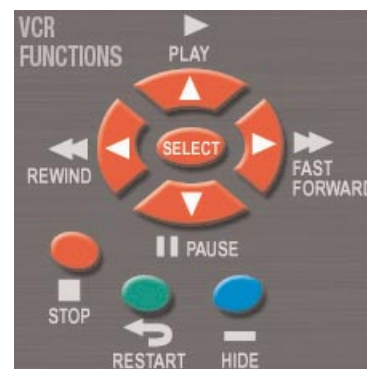 VCR
FUNCTIONS
PLAY
SELECT
REWIND
FAST
FORWARD
PAUSE
STOP
RESTART
HIDE